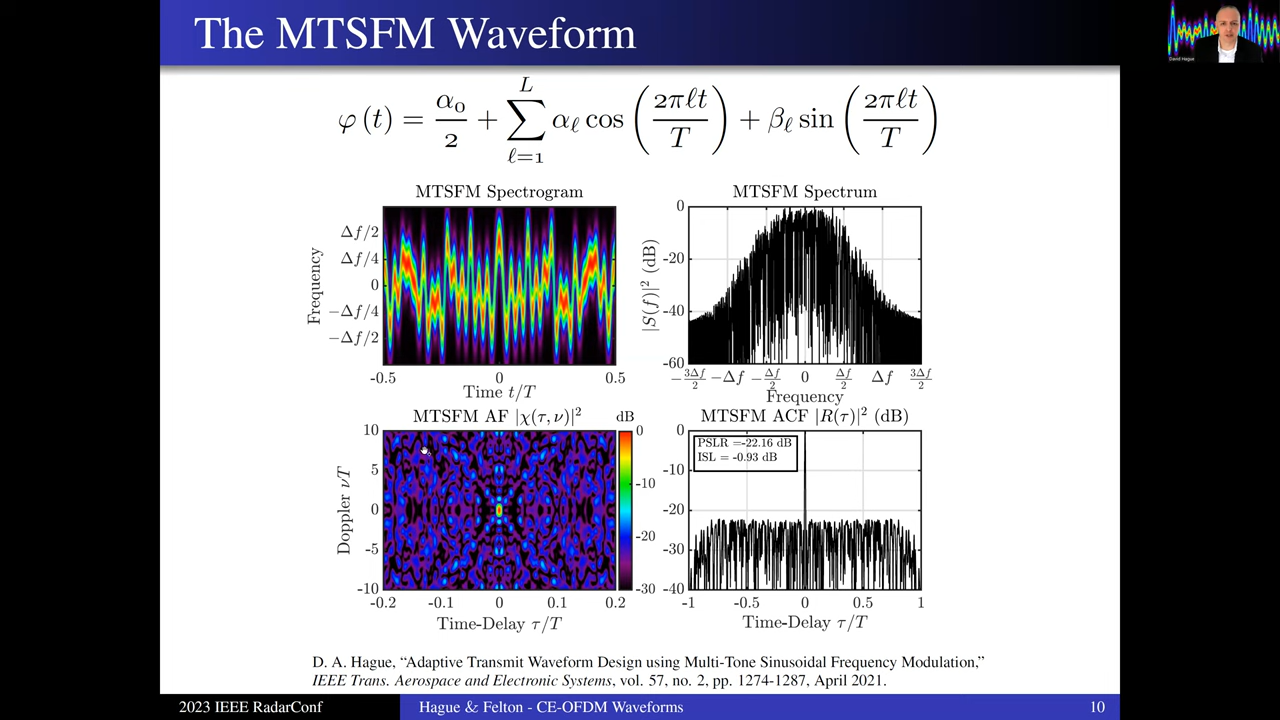 The MTSFM Waveform
David Hague
φ (t) = α₀/2 + ∑_{ℓ=1}^{L} α_ℓ cos (2πℓt/T) + β_ℓ sin (2πℓt/T)
MTSFM Spectrogram
Frequency
Δf/2
Δf/4
0
−Δf/4
−Δf/2
-0.5 0 0.5
Time t/T
MTSFM Spectrum
|S(f)|² (dB)
0
-20
-40
-60
−3Δf/2 −Δf −Δf/2 0 Δf/2 Δf 3Δf/2
Frequency
MTSFM AF |χ(τ, ν)|² dB
Doppler νT
10
5
0
-5
-10
0
-10
-20
-30
-0.2 -0.1 0 0.1 0.2
Time-Delay τ/T
MTSFM ACF |R(τ)|² (dB)
PSLR =-22.16 dB
ISL = -0.93 dB
0
-10
-20
-30
-40
-1 -0.5 0 0.5 1
Time-Delay τ/T
D. A. Hague, “Adaptive Transmit Waveform Design using Multi-Tone Sinusoidal Frequency Modulation,”
IEEE Trans. Aerospace and Electronic Systems, vol. 57, no. 2, pp. 1274-1287, April 2021.
2023 IEEE RadarConf Hague & Felton - CE-OFDM Waveforms 10